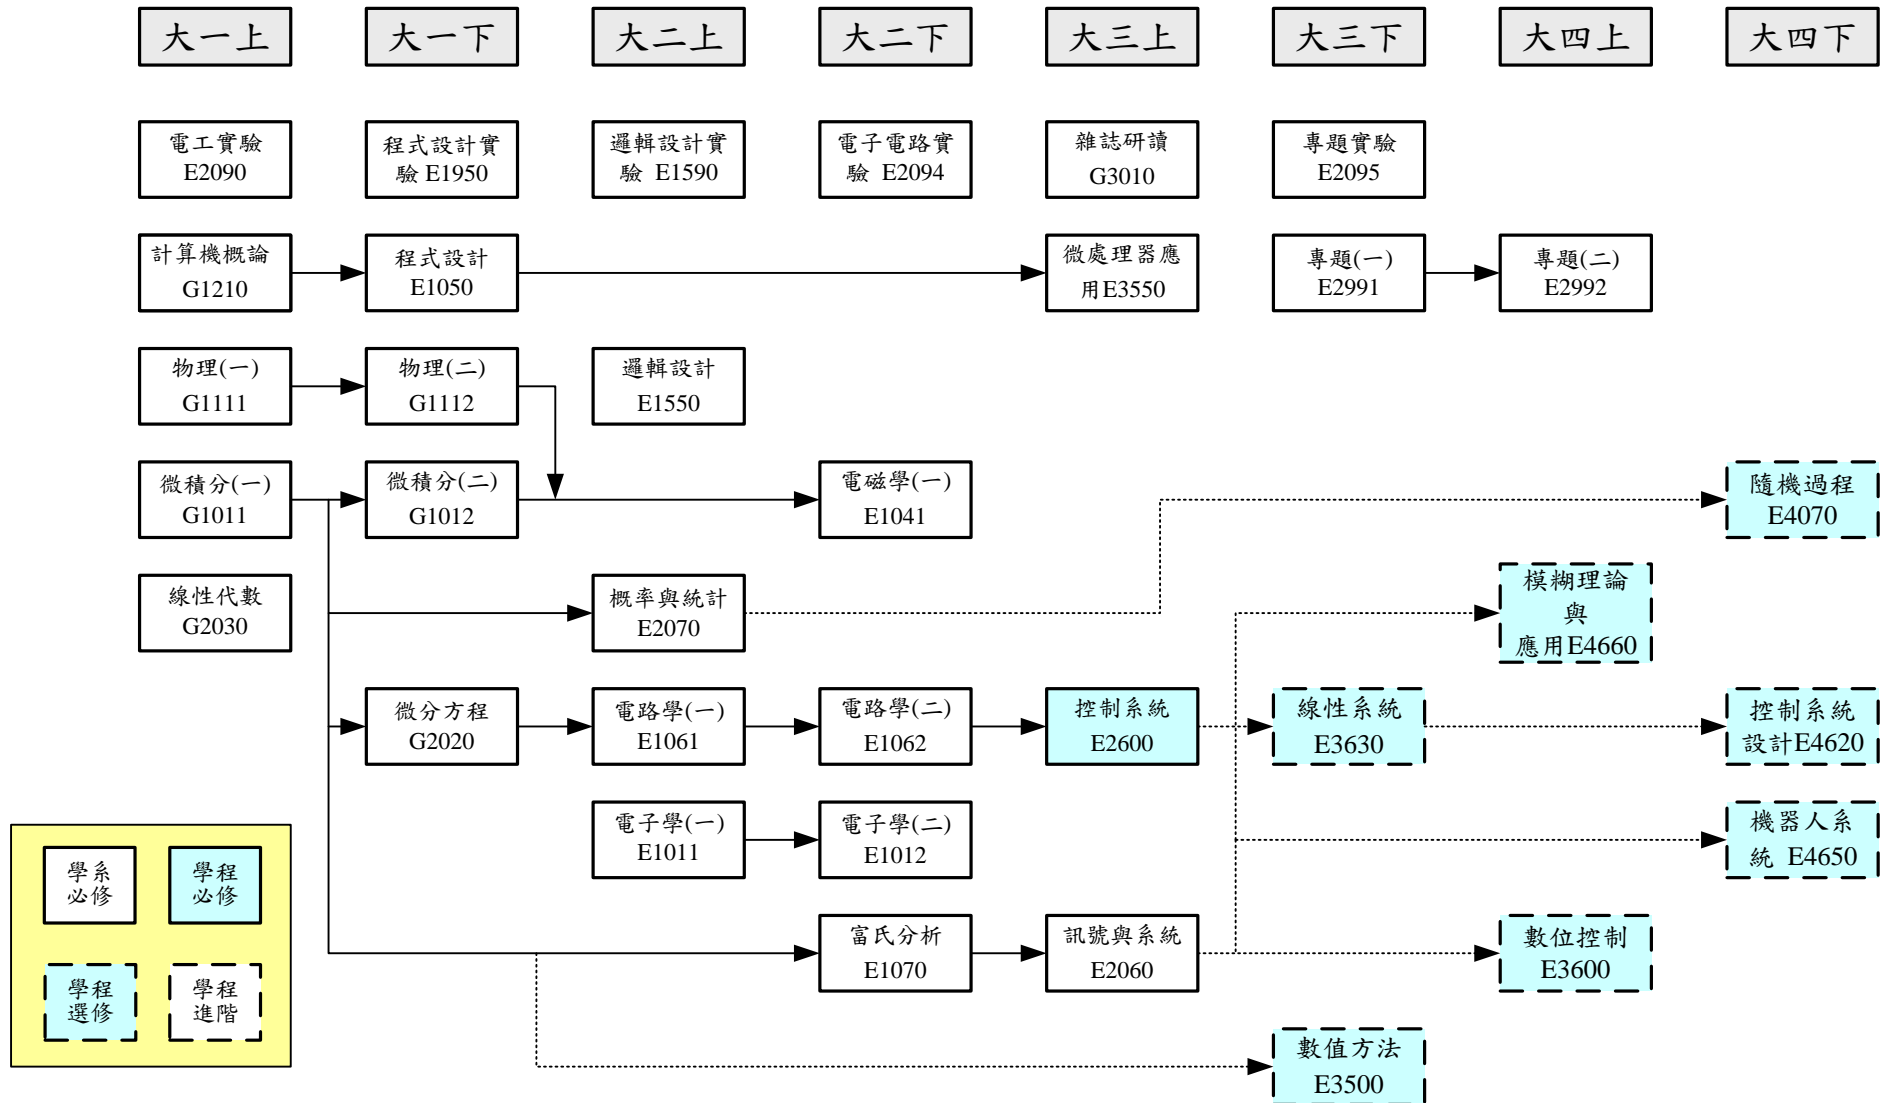 大一上
大一下
大二上
大二下
大三上
大三下
大四上
大四下
電工實驗
E2090
程式設計實
驗 E1950
邏輯設計實
驗 E1590
電子電路實
驗 E2094
雜誌研讀
G3010
專題實驗
E2095
計算機概論
G1210
程式設計
E1050
微處理器應
用E3550
專題(一)
E2991
專題(二)
E2992
物理(一)
G1111
物理(二)
G1112
邏輯設計
E1550
微積分(一)
G1011
微積分(二)
G1012
電磁學(一)
E1041
隨機過程
E4070
線性代數
G2030
概率與統計
E2070
模糊理論
與
應用E4660
微分方程
G2020
電路學(一)
E1061
電路學(二)
E1062
控制系統
E2600
線性系統
E3630
控制系統
設計E4620
電子學(一)
E1011
電子學(二)
E1012
機器人系
統 E4650
富氏分析
E1070
訊號與系統
E2060
數位控制
E3600
數值方法
E3500
學系
必修
學程
必修
學程
選修
學程
進階